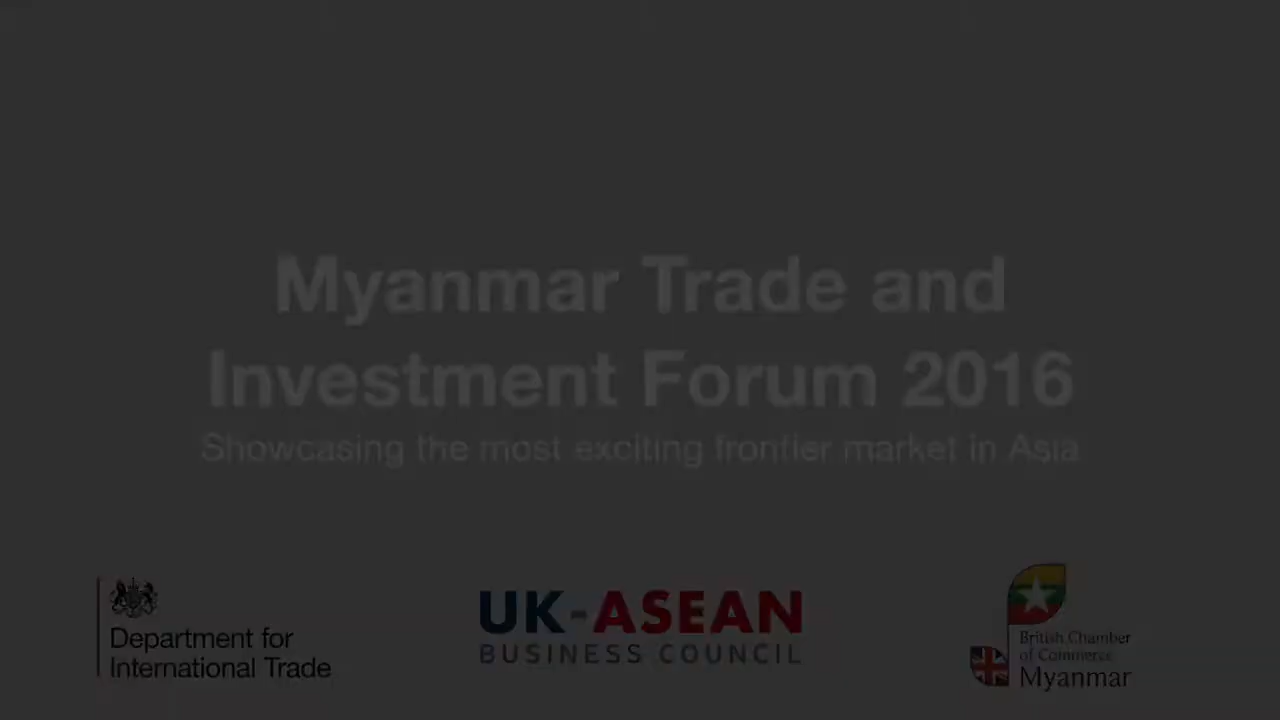 Myanmar Trade and
Investment Forum 2016
Showcasing the most exciting frontier market in Asia
Department for
International Trade
UK-ASEAN
BUSINESS COUNCIL
British Chamber
of Commerce
Myanmar